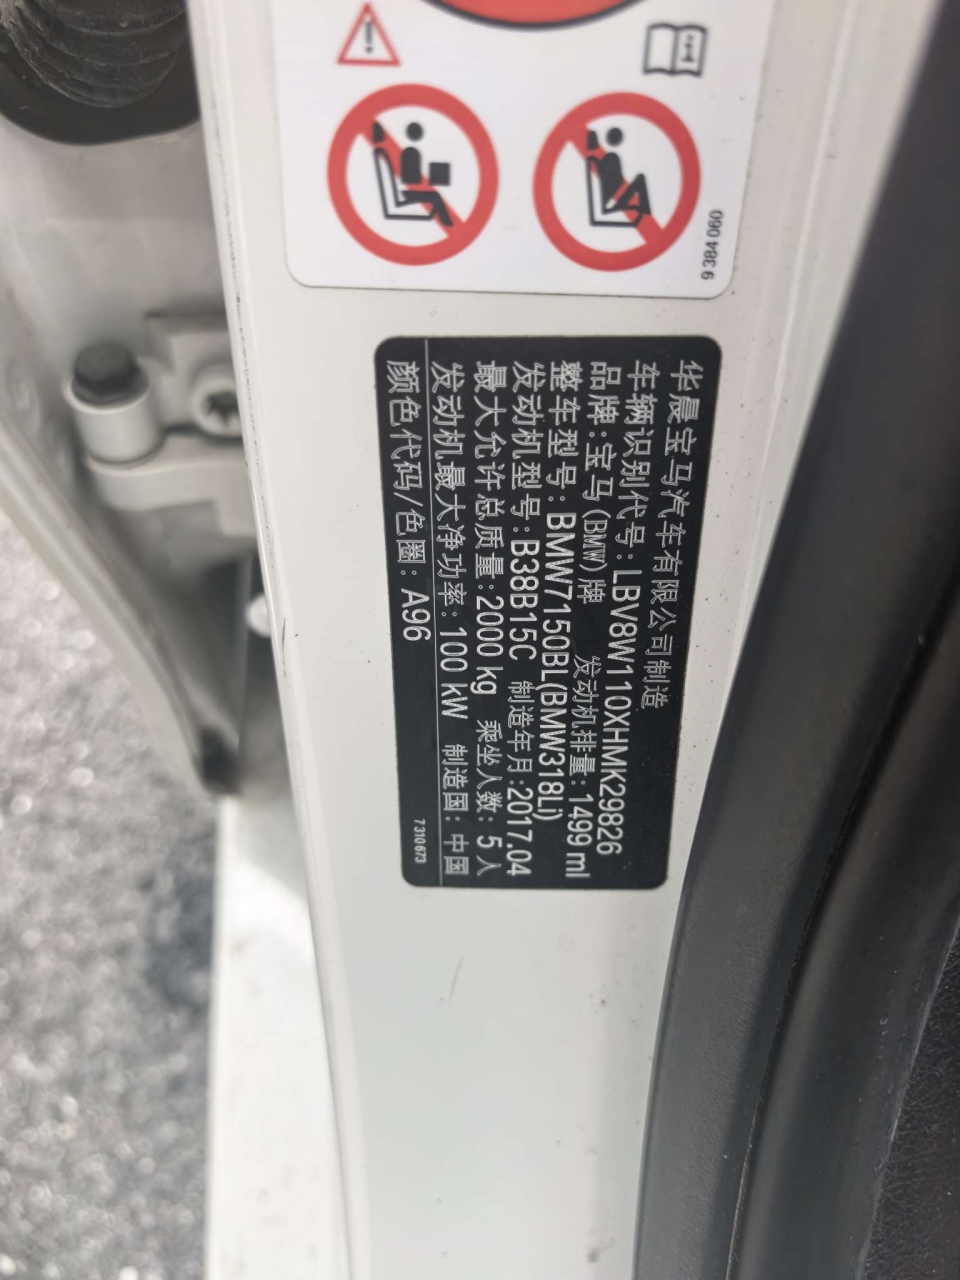 9 384 060
华晨宝马汽车有限公司制造
车辆识别代号:LBV8W110XHMK29826
品牌:宝马(BMW)牌 发动机排量:1499 ml
整车型号:BMW7150BL(BMW318Li)
发动机型号:B38B15C 制造年月:2017.04
最大允许总质量:2000 kg 乘坐人数:5人
发动机最大净功率:100 kW 制造国:中国
颜色代码/色圈:A96
7310673